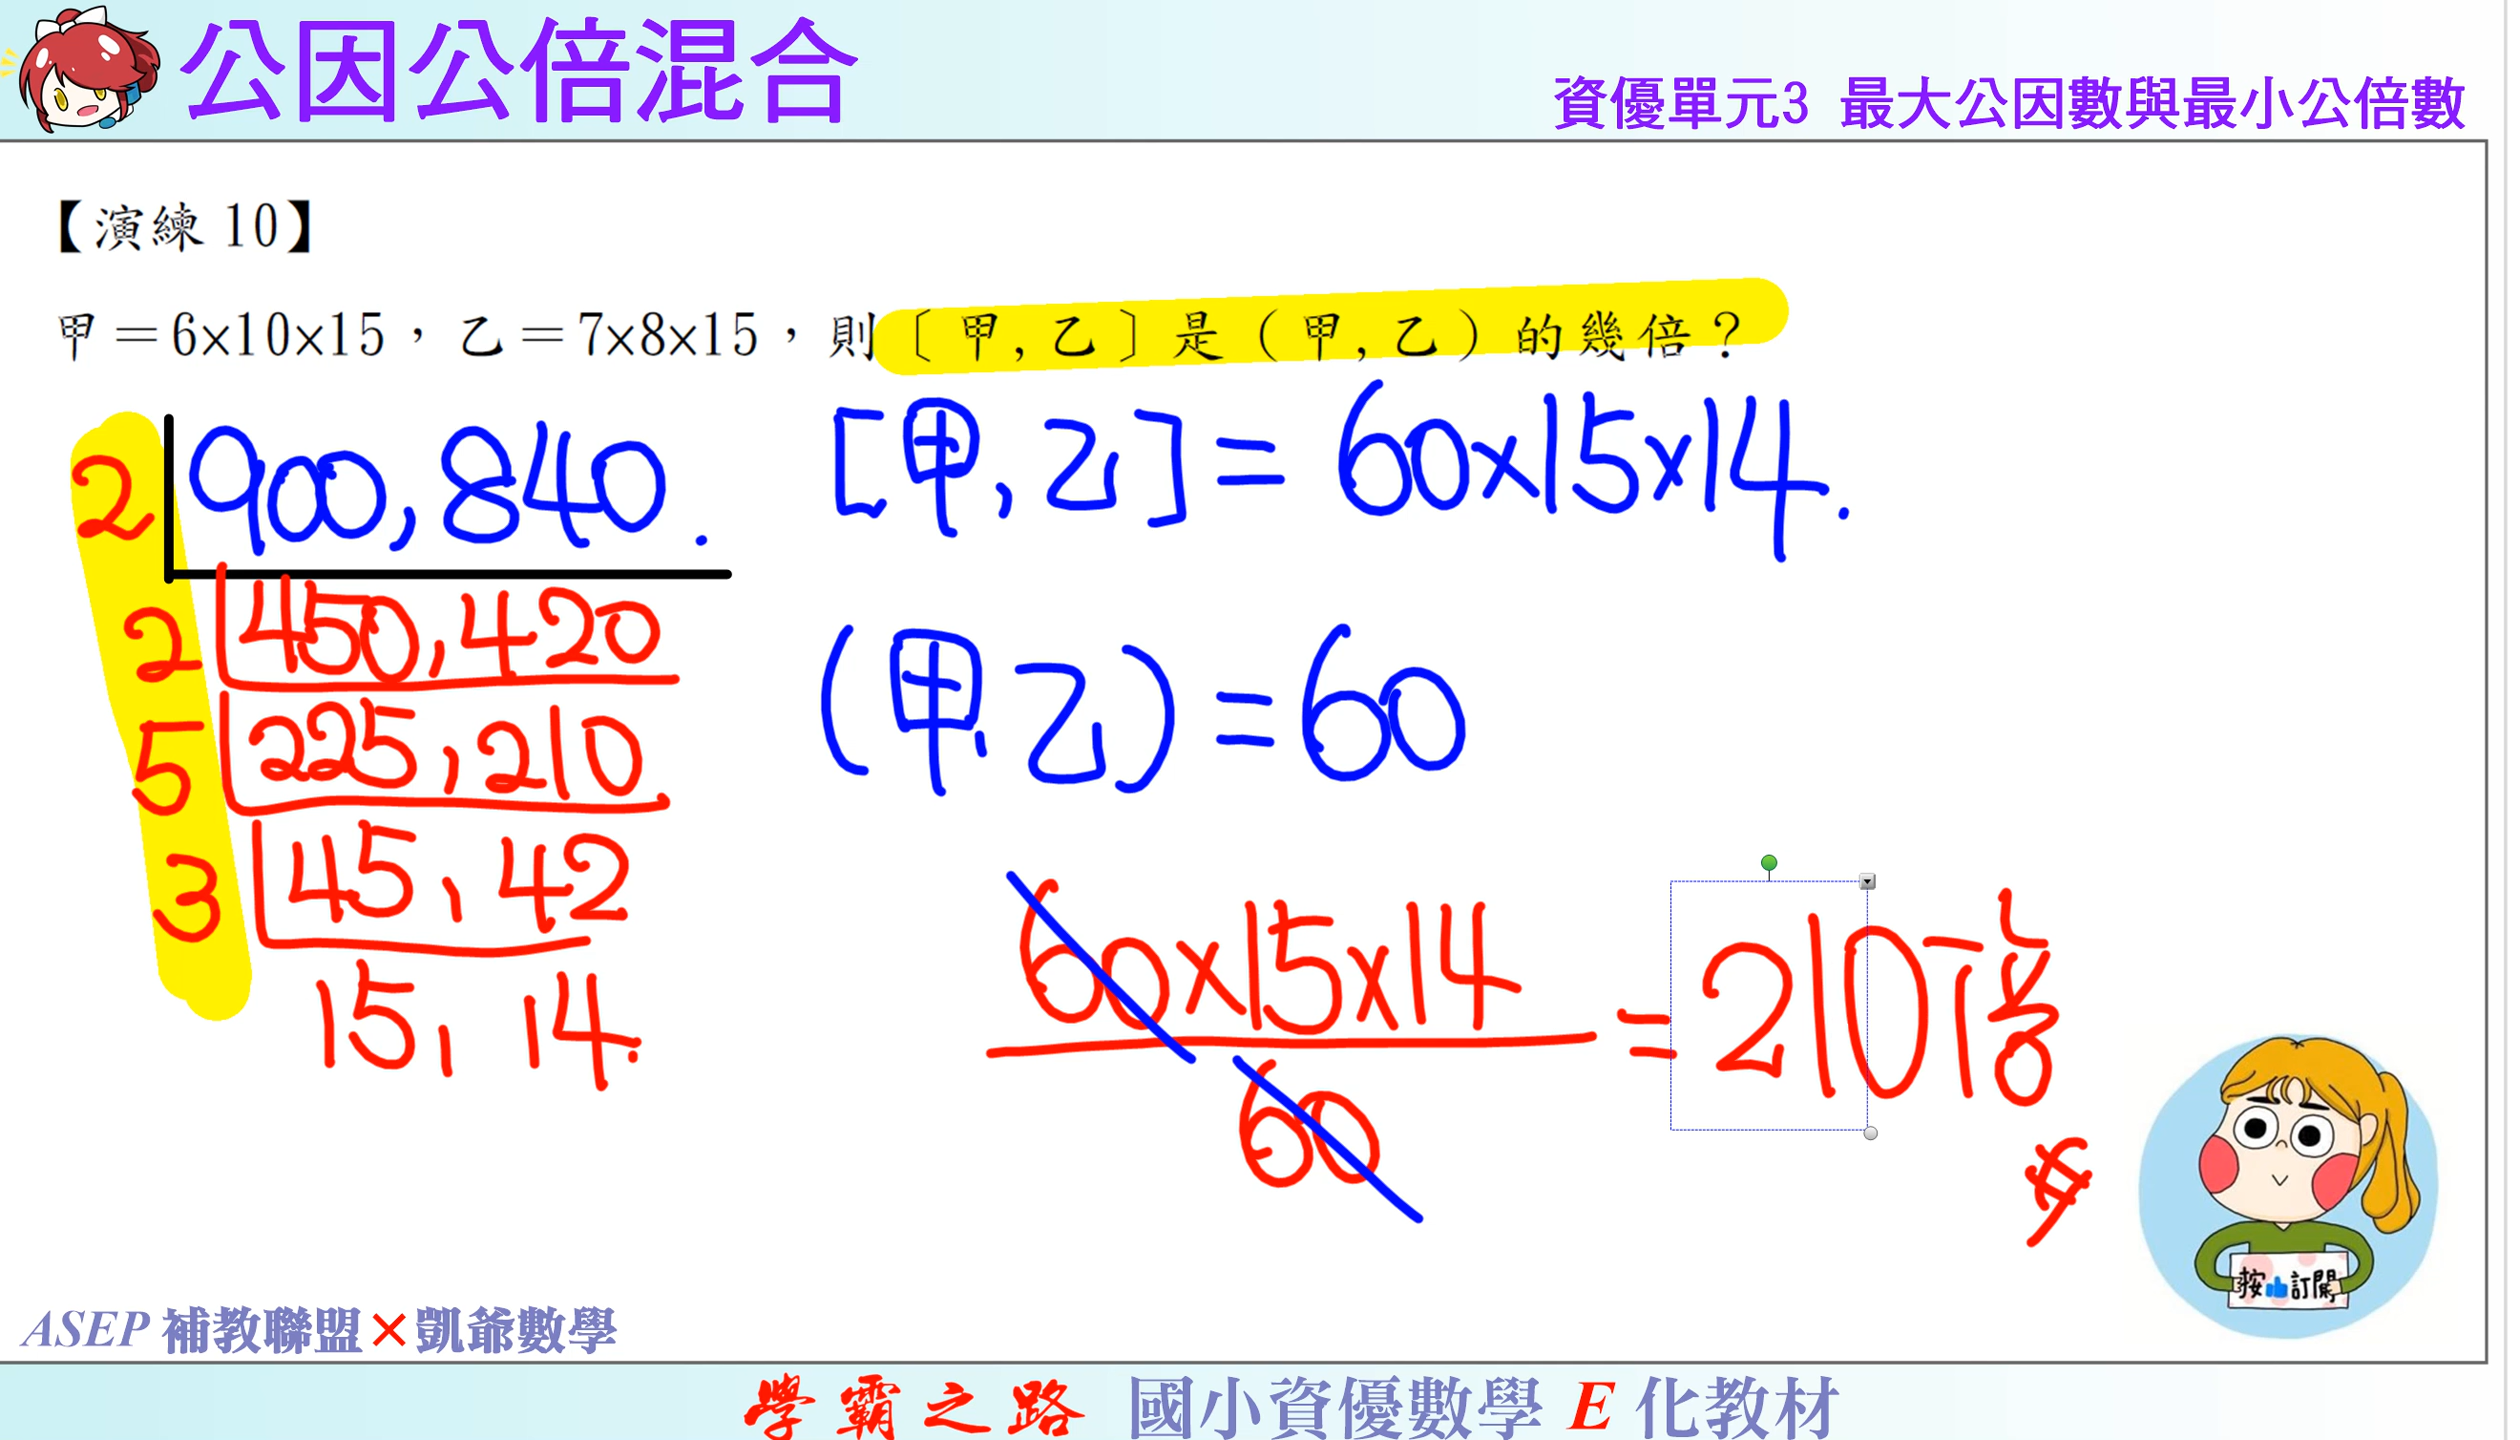 公因公倍混合
資優單元3 最大公因數與最小公倍數
【演練 10】
甲＝6×10×15，乙＝7×8×15，則〔甲,乙〕是（甲,乙）的幾倍？
2 900,840.
2 450,420
5 225,210
3 45,42
15,14.
[甲,乙]=60×15×14.
(甲,乙)=60
60×15×14
60
=210倍
#
按 訂閱
ASEP 補教聯盟×凱爺數學
學霸之路 國小資優數學 E 化教材